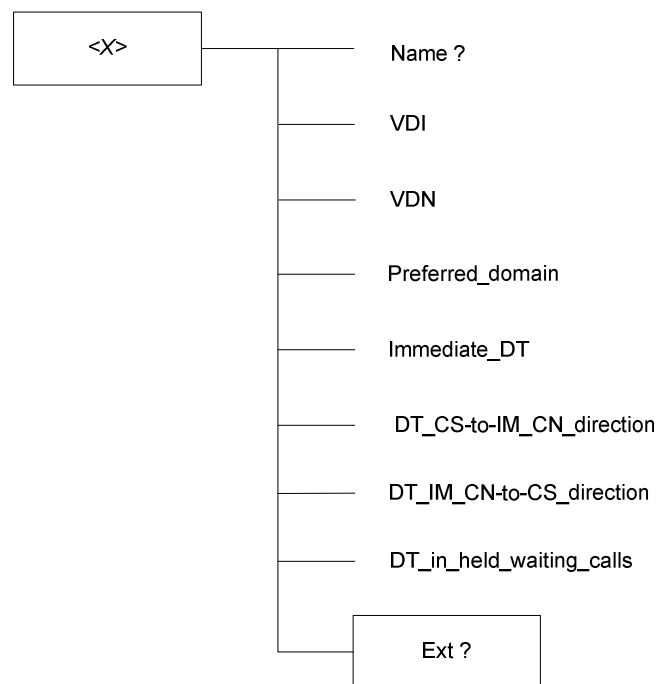 <X>
Name ?
VDI
VDN
Preferred_domain
Immediate_DT
DT_CS-to-IM_CN_direction
DT_IM_CN-to-CS_direction
DT_in_held_waiting_calls
Ext ?